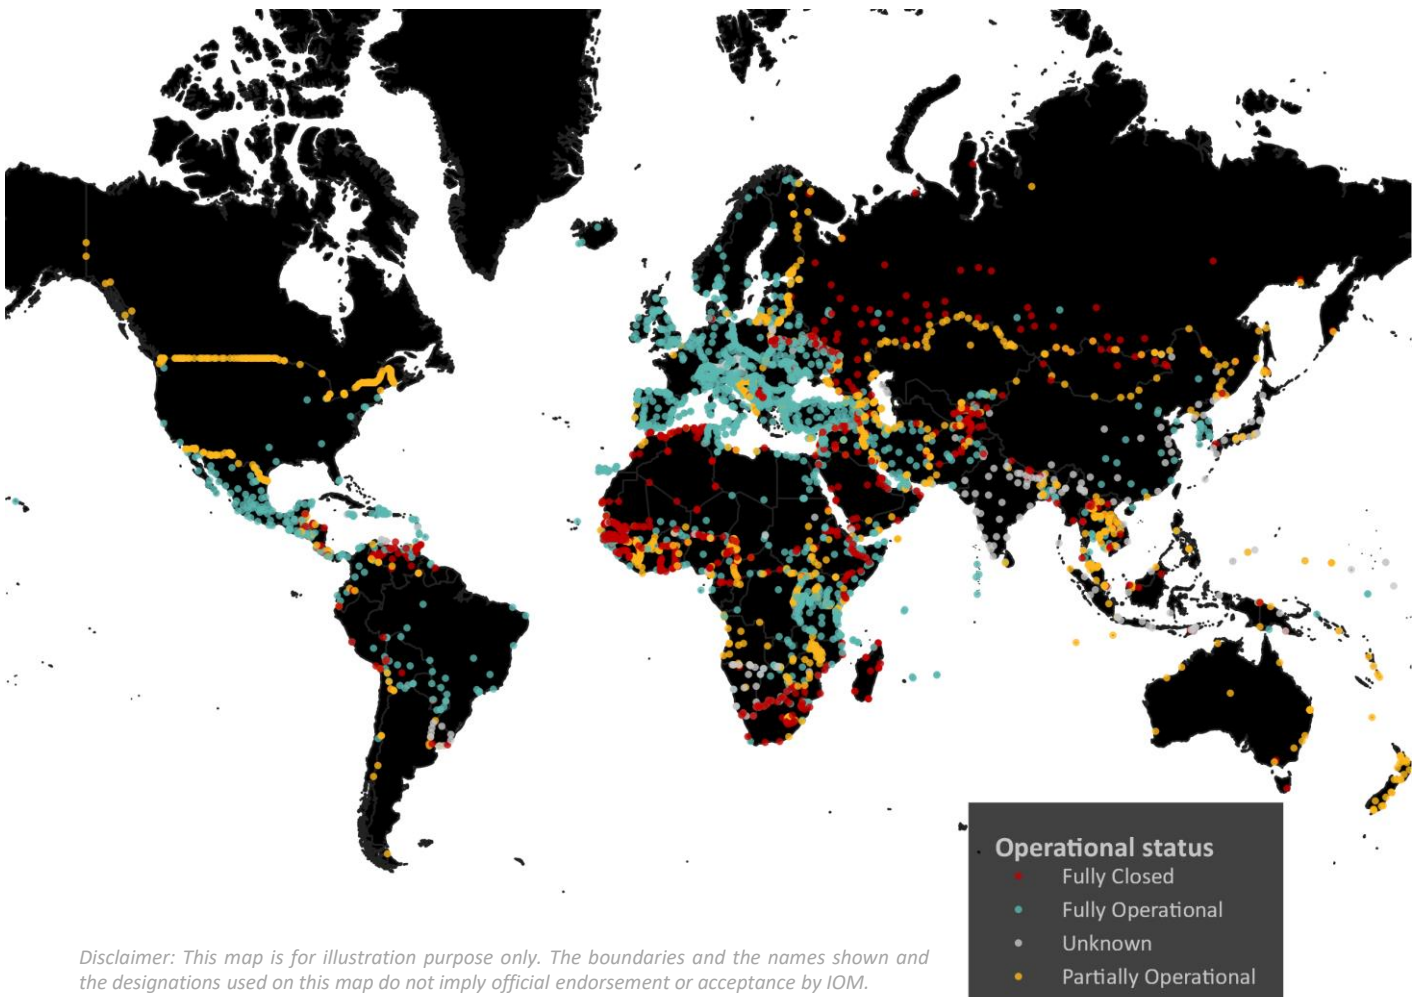 Operational status
Fully Closed
Fully Operational
Unknown
Partially Operational
Disclaimer: This map is for illustration purpose only. The boundaries and the names shown and
the designations used on this map do not imply official endorsement or acceptance by IOM.